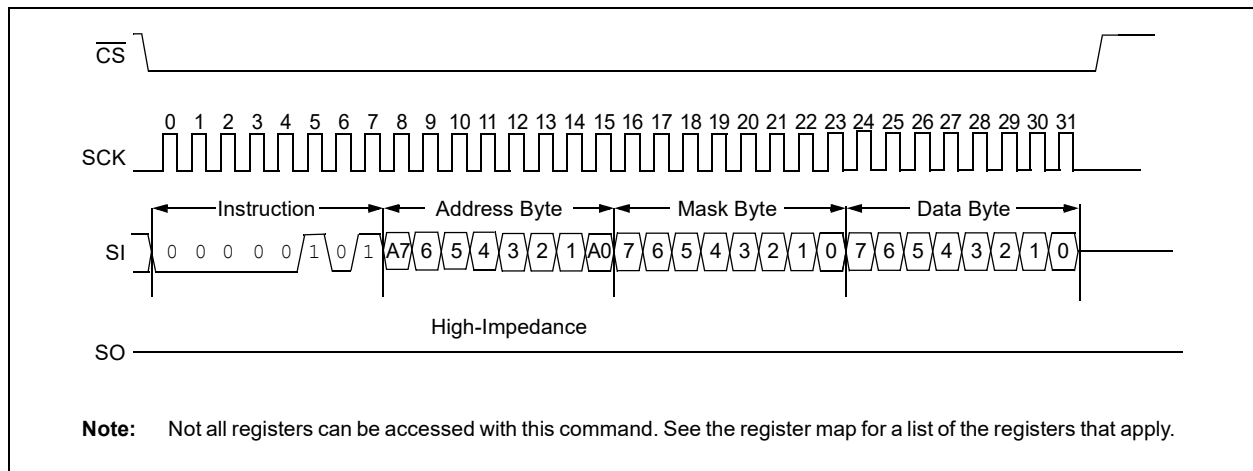 CS
0 1 2 3 4 5 6 7 8 9 10 11 12 13 14 15 16 17 18 19 20 21 22 23 24 25 26 27 28 29 30 31
SCK
Instruction Address Byte Mask Byte Data Byte
SI 0 0 0 0 0 1 0 1 A7 6 5 4 3 2 1 A0 7 6 5 4 3 2 1 0 7 6 5 4 3 2 1 0
High-Impedance
SO
Note: Not all registers can be accessed with this command. See the register map for a list of the registers that apply.